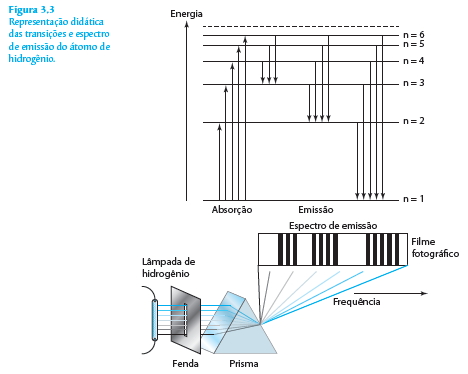 Figura 3.3
Representação didática
das transições e espectro
de emissão do átomo de
hidrogênio.
Energia
n = 6
n = 5
n = 4
n = 3
n = 2
n = 1
Absorção
Emissão
Espectro de emissão
Filme
fotográfico
Lâmpada de
hidrogênio
Frequência
Fenda
Prisma